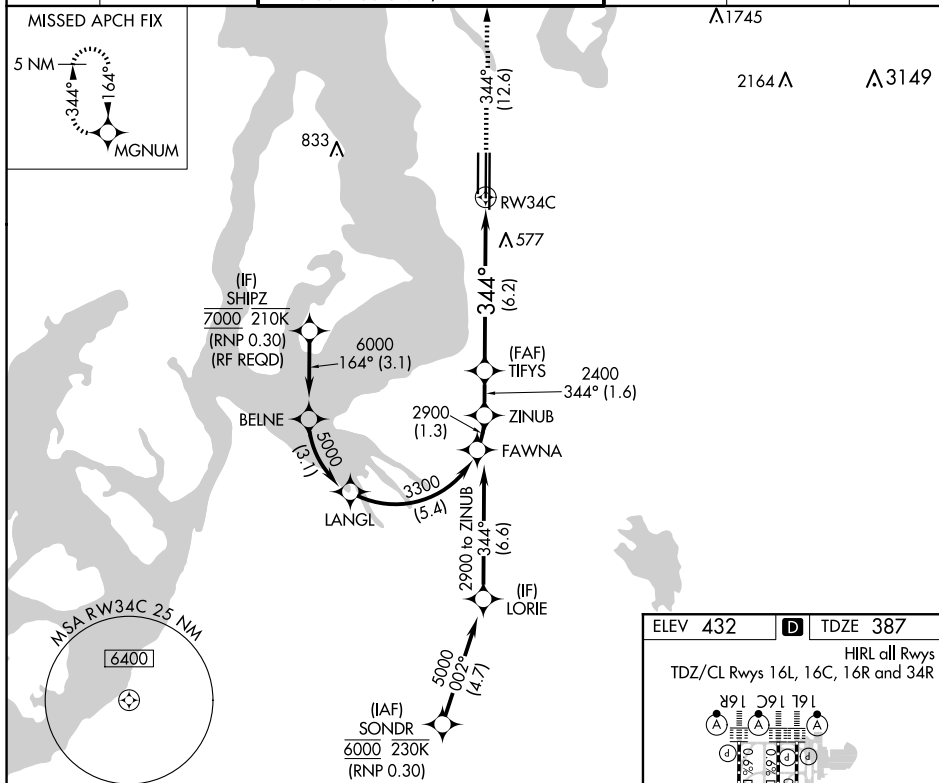 MISSED APCH FIX
5 NM
344°
164°
MGNUM
1745
2164
3149
344°
(12.6)
833
RW34C
577
344°
(6.2)
(IF)
SHIPZ
7000 210K
(RNP 0.30)
(RF REQD)
6000
164° (3.1)
(FAF)
TIFYS
2400
344° (1.6)
BELNE
2900
(1.3)
ZINUB
FAWNA
5000
(3.1)
3300
(5.4)
LANGL
2900 to ZINUB
344°
(6.6)
(IF)
LORIE
MSA RW34C 25 NM
6400
5000
002°
(4.7)
(IAF)
SONDR
6000 230K
(RNP 0.30)
ELEV 432 D TDZE 387
HIRL all Rwys
TDZ/CL Rwys 16L, 16C, 16R and 34R
16R 16C 16L
A A A
P P P